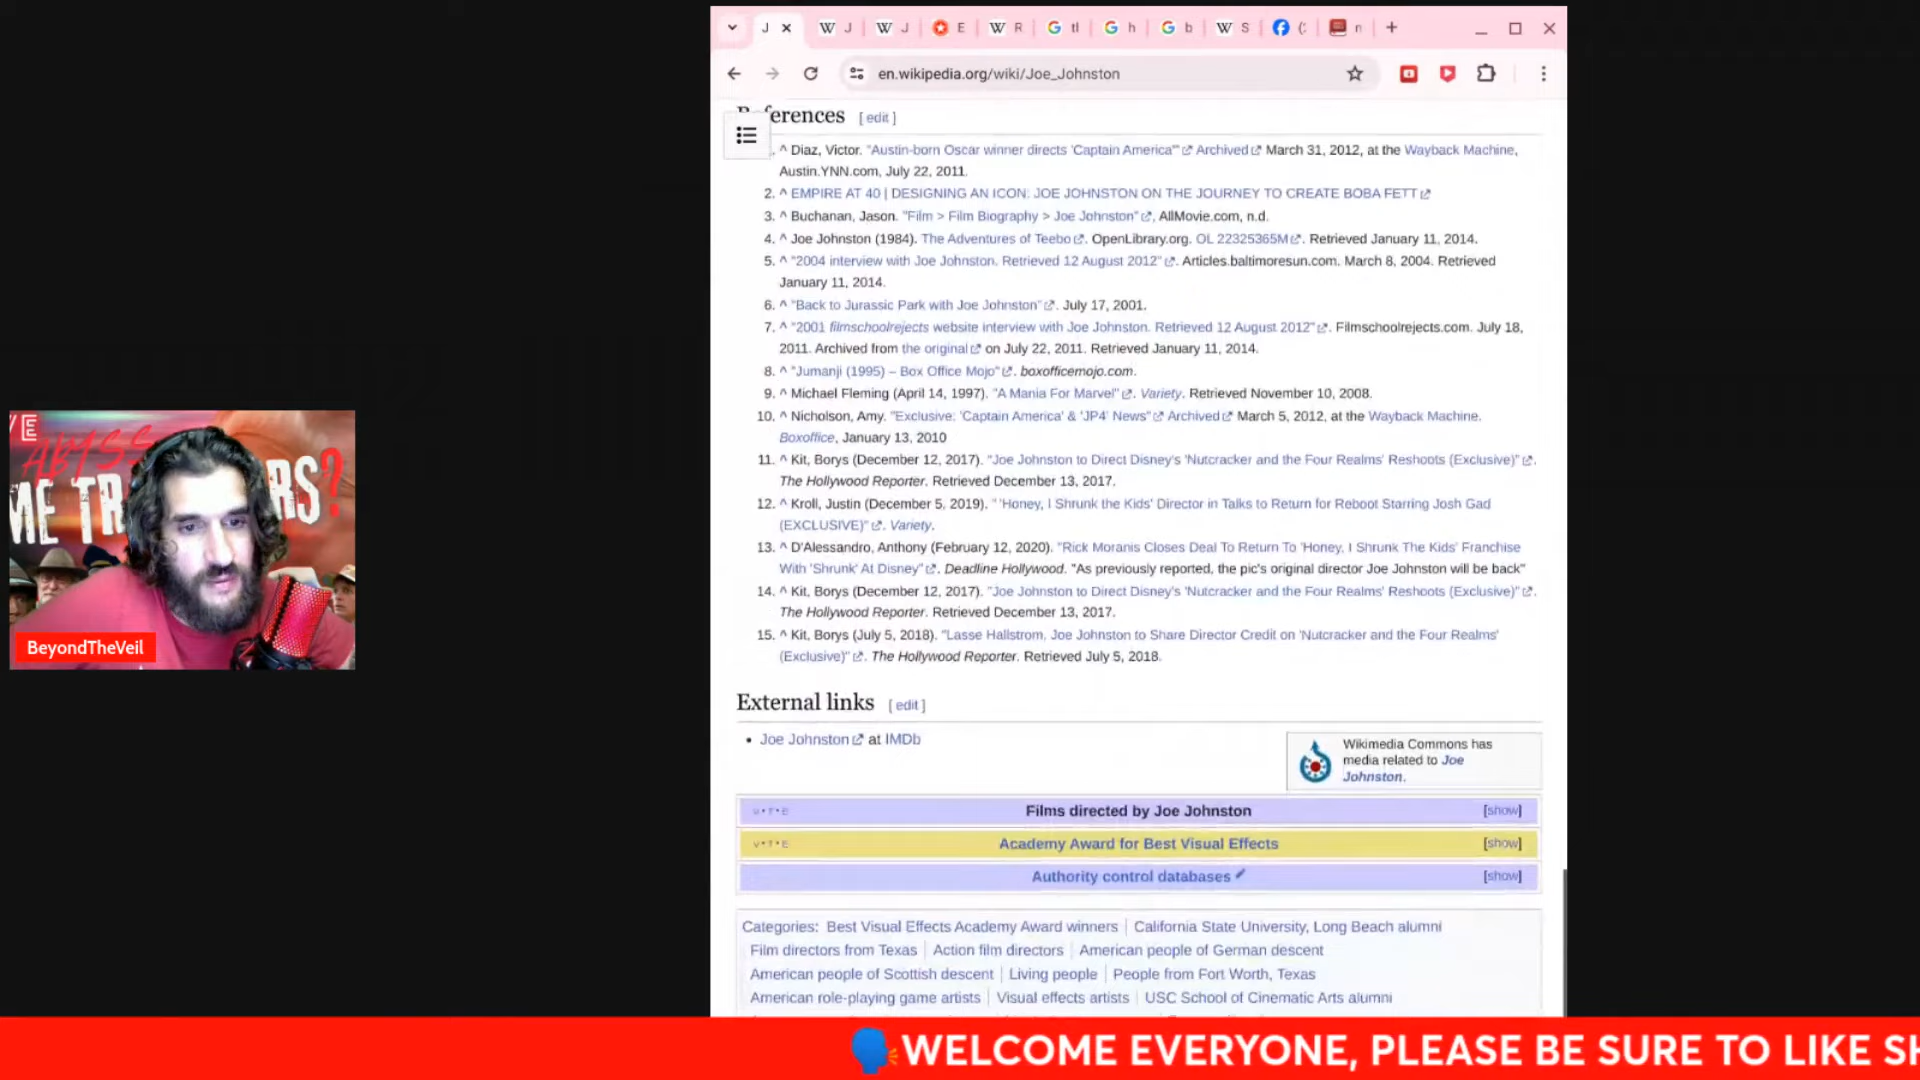 J
J
J
E
R
tl
h
b
S
(:
n
en.wikipedia.org/wiki/Joe_Johnston
References [ edit ]
^ Diaz, Victor. "Austin-born Oscar winner directs 'Captain America'" Archived March 31, 2012, at the Wayback Machine,
Austin.YNN.com, July 22, 2011.
2. ^ EMPIRE AT 40 | DESIGNING AN ICON: JOE JOHNSTON ON THE JOURNEY TO CREATE BOBA FETT
3. ^ Buchanan, Jason. "Film > Film Biography > Joe Johnston", AllMovie.com, n.d.
4. ^ Joe Johnston (1984). The Adventures of Teebo. OpenLibrary.org. OL 22325365M. Retrieved January 11, 2014.
5. ^ "2004 interview with Joe Johnston. Retrieved 12 August 2012". Articles.baltimoresun.com. March 8, 2004. Retrieved
January 11, 2014.
6. ^ "Back to Jurassic Park with Joe Johnston". July 17, 2001.
7. ^ "2001 filmschoolrejects website interview with Joe Johnston. Retrieved 12 August 2012". Filmschoolrejects.com. July 18,
2011. Archived from the original on July 22, 2011. Retrieved January 11, 2014.
8. ^ "Jumanji (1995) – Box Office Mojo". boxofficemojo.com.
9. ^ Michael Fleming (April 14, 1997). "A Mania For Marvel". Variety. Retrieved November 10, 2008.
10. ^ Nicholson, Amy. "Exclusive: 'Captain America' & 'JP4' News" Archived March 5, 2012, at the Wayback Machine.
Boxoffice, January 13, 2010
11. ^ Kit, Borys (December 12, 2017). "Joe Johnston to Direct Disney's 'Nutcracker and the Four Realms' Reshoots (Exclusive)".
The Hollywood Reporter. Retrieved December 13, 2017.
12. ^ Kroll, Justin (December 5, 2019). " 'Honey, I Shrunk the Kids' Director in Talks to Return for Reboot Starring Josh Gad
(EXCLUSIVE)". Variety.
13. ^ D'Alessandro, Anthony (February 12, 2020). "Rick Moranis Closes Deal To Return To 'Honey, I Shrunk The Kids' Franchise
With 'Shrunk' At Disney". Deadline Hollywood. "As previously reported, the pic's original director Joe Johnston will be back"
14. ^ Kit, Borys (December 12, 2017). "Joe Johnston to Direct Disney's 'Nutcracker and the Four Realms' Reshoots (Exclusive)".
The Hollywood Reporter. Retrieved December 13, 2017.
15. ^ Kit, Borys (July 5, 2018). "Lasse Hallstrom, Joe Johnston to Share Director Credit on 'Nutcracker and the Four Realms'
(Exclusive)". The Hollywood Reporter. Retrieved July 5, 2018.
External links [ edit ]
• Joe Johnston at IMDb
Wikimedia Commons has
media related to Joe
Johnston.
V•T•E Films directed by Joe Johnston [show]
V•T•E Academy Award for Best Visual Effects [show]
Authority control databases [show]
Categories: Best Visual Effects Academy Award winners | California State University, Long Beach alumni
Film directors from Texas | Action film directors | American people of German descent
American people of Scottish descent | Living people | People from Fort Worth, Texas
American role-playing game artists | Visual effects artists | USC School of Cinematic Arts alumni
VE
ABYSS
ME TR RS?
BeyondTheVeil
WELCOME EVERYONE, PLEASE BE SURE TO LIKE SH